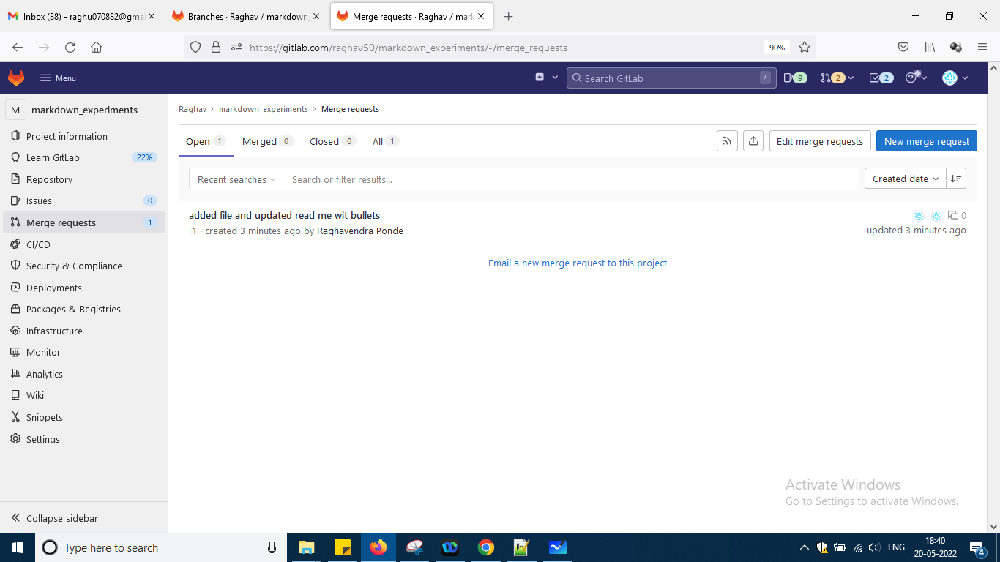 Inbox (88) - raghu070882@gmai
Branches · Raghav / markdown_
Merge requests · Raghav / mark
https://gitlab.com/raghav50/markdown_experiments/-/merge_requests
90%
Menu
Search GitLab
/
9
2
2
M
markdown_experiments
Project information
Learn GitLab
22%
Repository
Issues
0
Merge requests
1
CI/CD
Security & Compliance
Deployments
Packages & Registries
Infrastructure
Monitor
Analytics
Wiki
Snippets
Settings
Collapse sidebar
Raghav › markdown_experiments › Merge requests
Open 1
Merged 0
Closed 0
All 1
Edit merge requests
New merge request
Recent searches
Search or filter results...
Created date
added file and updated read me wit bullets
0
!1 · created 3 minutes ago by Raghavendra Ponde
updated 3 minutes ago
Email a new merge request to this project
Activate Windows
Go to Settings to activate Windows.
Type here to search
ENG
18:40
20-05-2022
4